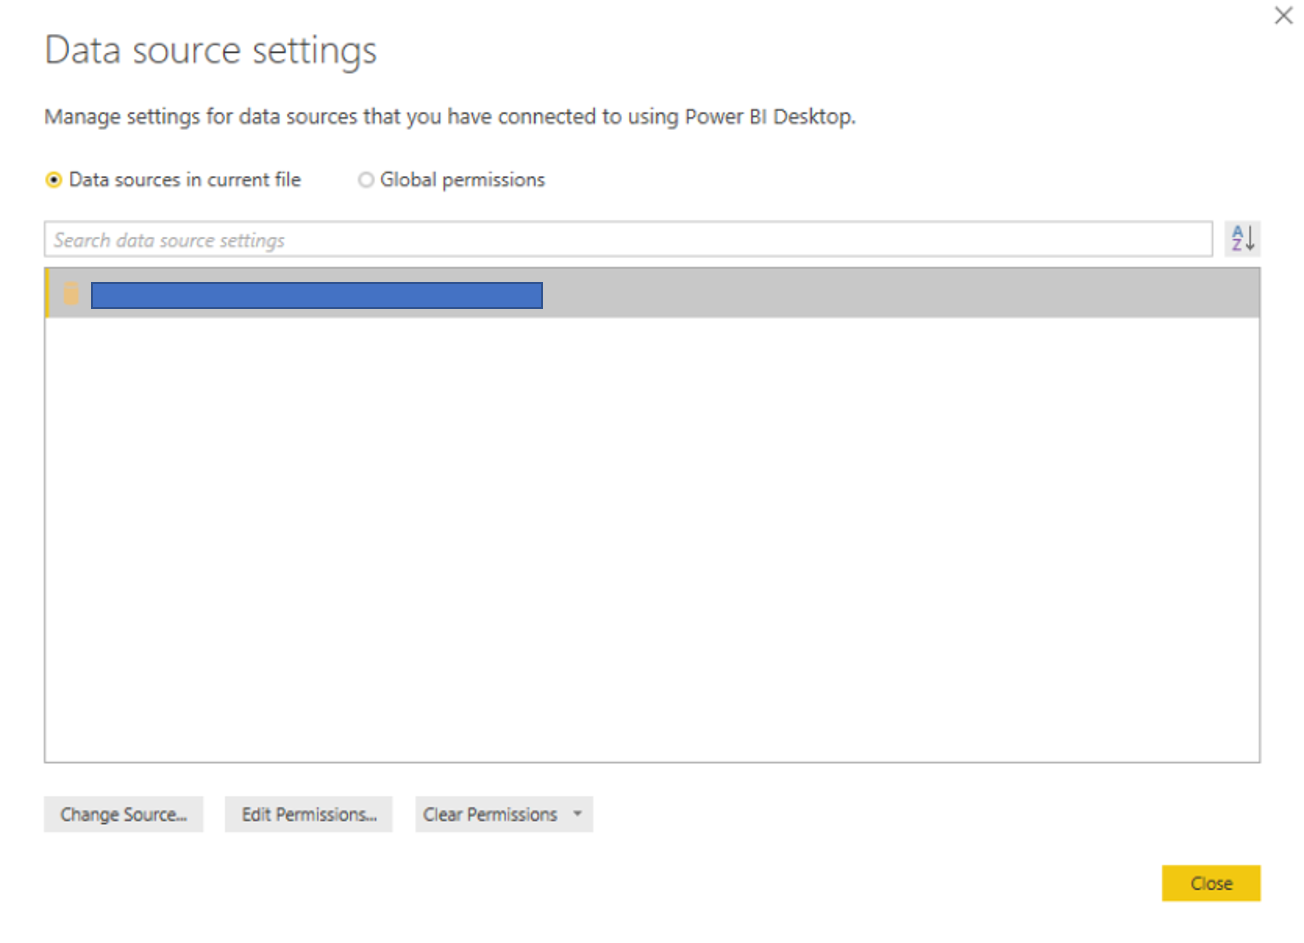 Data source settings
Manage settings for data sources that you have connected to using Power BI Desktop.
Data sources in current file Global permissions
Search data source settings
A
Z
Change Source... Edit Permissions... Clear Permissions
Close